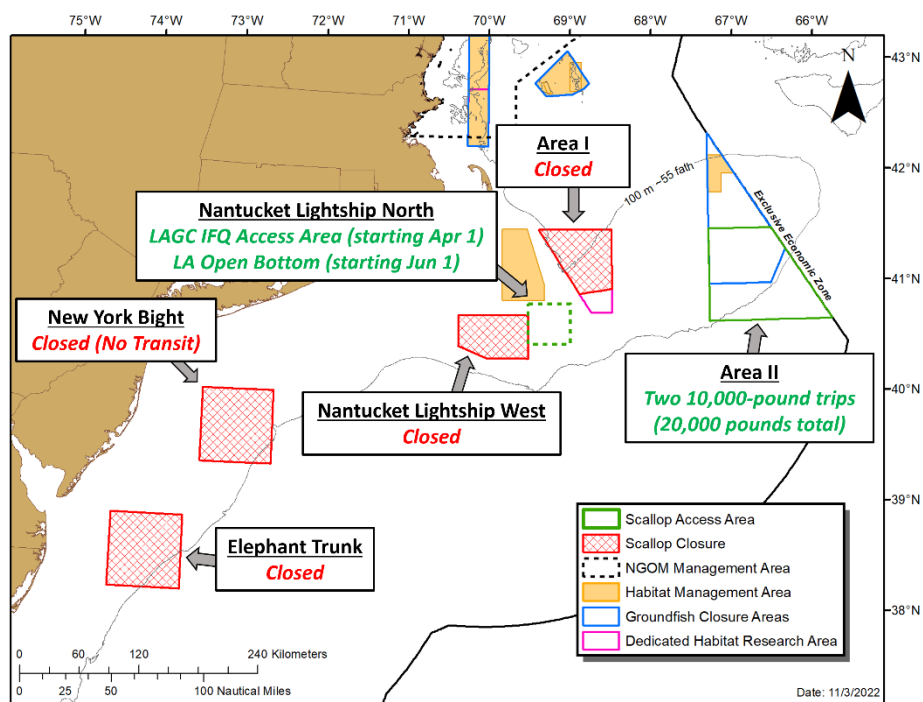 75°W 74°W 73°W 72°W 71°W 70°W 69°W 68°W 67°W 66°W
N
43°N
Area I
Closed
42°N
100 m ~55 fath
Nantucket Lightship North
LAGC IFQ Access Area (starting Apr 1)
LA Open Bottom (starting Jun 1)
Exclusive Economic Zone
41°N
New York Bight
Closed (No Transit)
Area II
Two 10,000-pound trips
(20,000 pounds total)
40°N
Nantucket Lightship West
Closed
39°N
Elephant Trunk
Closed
Scallop Access Area
Scallop Closure
NGOM Management Area
Habitat Management Area
Groundfish Closure Areas
Dedicated Habitat Research Area
38°N
0 60 120 240 Kilometers
0 25 50 100 Nautical Miles
Date: 11/3/2022